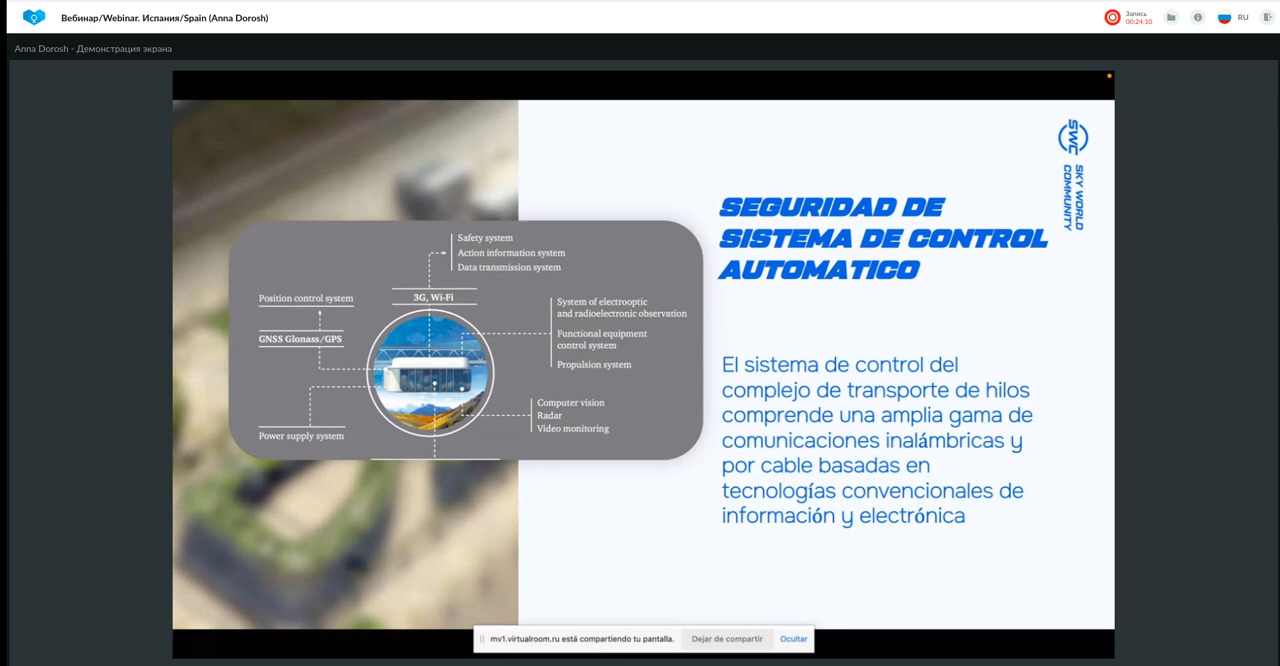 Вебинар/Webinar. Испания/Spain (Anna Dorosh)
Запись
00:24:10
RU
Anna Dorosh - Демонстрация экрана
SWC
SKY WORLD
COMMUNITY
SEGURIDAD DE
SISTEMA DE CONTROL
AUTOMATICO
Safety system
Action information system
Data transmission system
3G, Wi-Fi
Position control system
GNSS Glonass/GPS
Power supply system
System of electrooptic
and radioelectronic observation
Functional equipment
control system
Propulsion system
Computer vision
Radar
Video monitoring
El sistema de control del
complejo de transporte de hilos
comprende una amplia gama de
comunicaciones inalámbricas y
por cable basadas en
tecnologías convencionales de
información y electrónica
mv1.virtualroom.ru está compartiendo tu pantalla.
Dejar de compartir
Ocultar